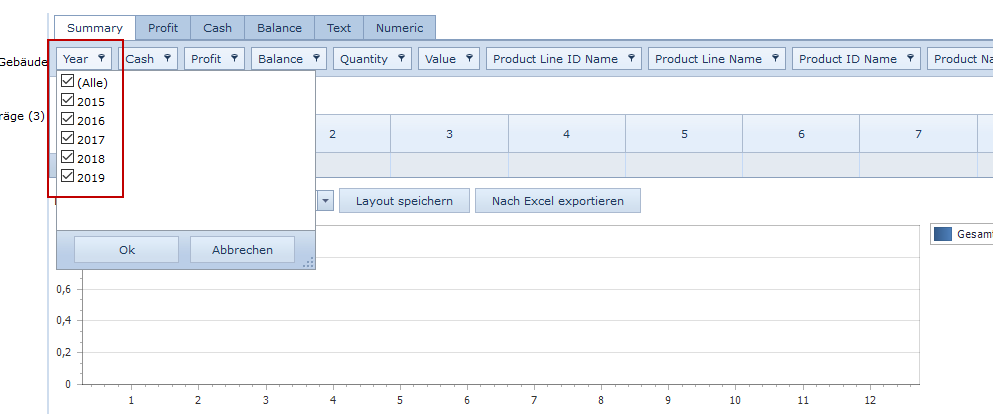 Summary Profit Cash Balance Text Numeric
Gebäude Year Cash Profit Balance Quantity Value Product Line ID Name Product Line Name Product ID Name Product Na
(Alle)
2015
räge (3)
2016
2 3 4 5 6 7
2017
2018
2019
Layout speichern Nach Excel exportieren
Ok Abbrechen
Gesamt
0,6
0,4
0,2
0
1 2 3 4 5 6 7 8 9 10 11 12